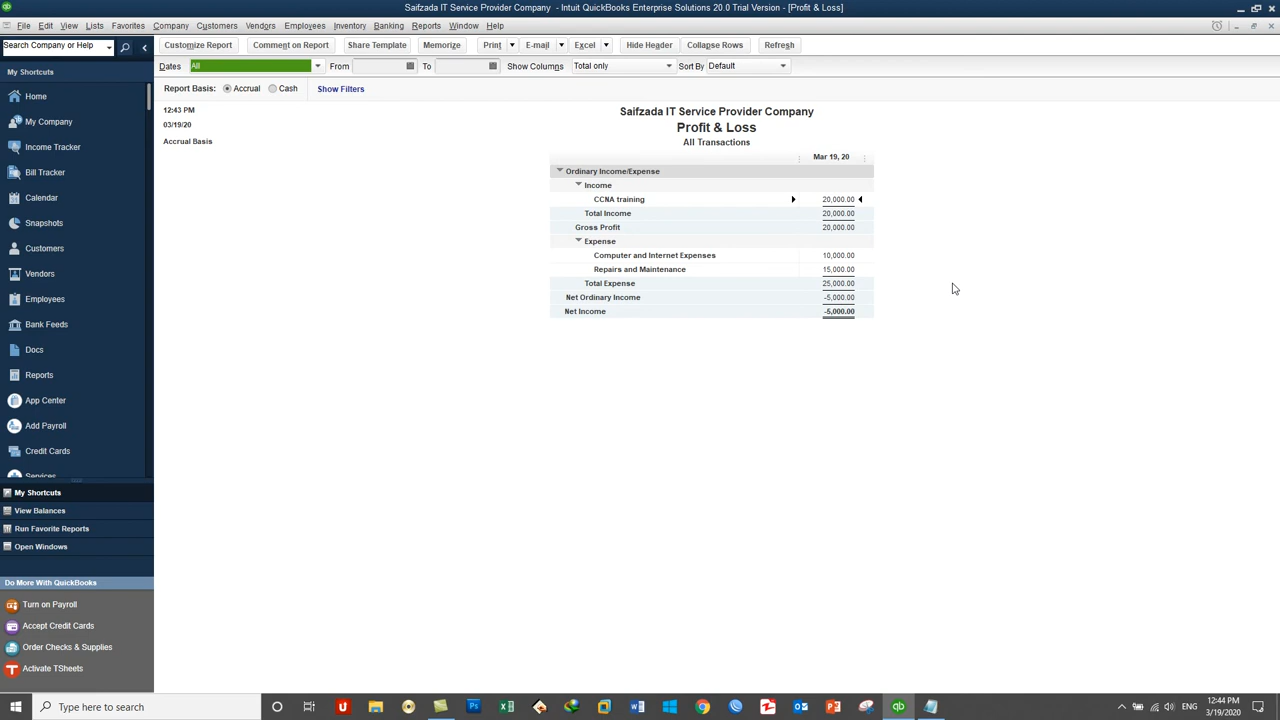 Saifzada IT Service Provider Company - Intuit QuickBooks Enterprise Solutions 20.0 Trial Version - [Profit & Loss]
File Edit View Lists Favorites Company Customers Vendors Employees Inventory Banking Reports Window Help
Search Company or Help
Customize Report Comment on Report Share Template Memorize Print E-mail Excel Hide Header Collapse Rows Refresh
Dates All From To Show Columns Total only Sort By Default
Report Basis: Accrual Cash Show Filters
My Shortcuts
Home
My Company
Income Tracker
Bill Tracker
Calendar
Snapshots
Customers
Vendors
Employees
Bank Feeds
Docs
Reports
App Center
Add Payroll
Credit Cards
Services
My Shortcuts
View Balances
Run Favorite Reports
Open Windows
Do More With QuickBooks
Turn on Payroll
Accept Credit Cards
Order Checks & Supplies
Activate TSheets
12:43 PM
03/19/20
Accrual Basis
Saifzada IT Service Provider Company
Profit & Loss
All Transactions
Mar 19, 20
Ordinary Income/Expense
Income
CCNA training 20,000.00
Total Income 20,000.00
Gross Profit 20,000.00
Expense
Computer and Internet Expenses 10,000.00
Repairs and Maintenance 15,000.00
Total Expense 25,000.00
Net Ordinary Income -5,000.00
Net Income -5,000.00
Type here to search
ENG
12:44 PM
3/19/2020